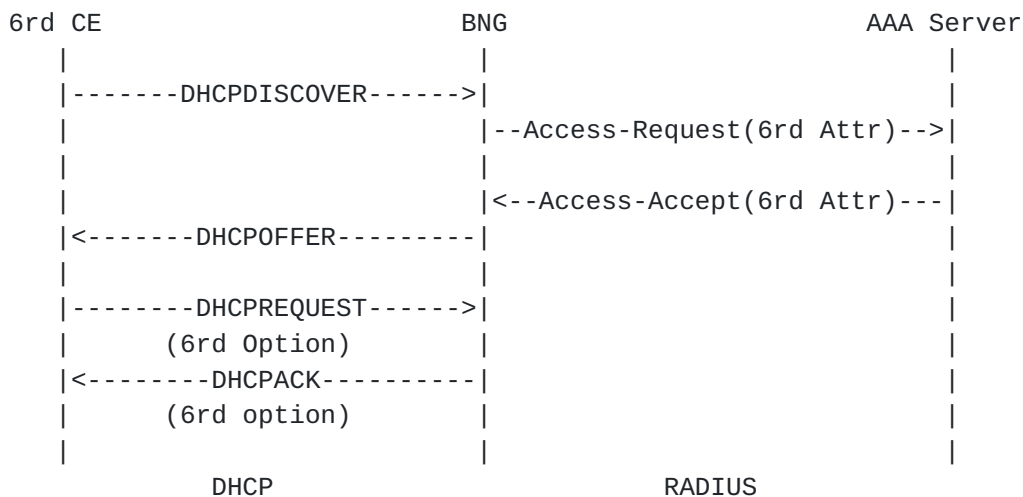 6rd CE                       BNG                       AAA Server
   |                          |                             |
   |-------DHCPDISCOVER------>|                             |
   |                          |--Access-Request(6rd Attr)-->|
   |                          |                             |
   |                          |<--Access-Accept(6rd Attr)---|
   |<-------DHCPOFFER---------|                             |
   |                          |                             |
   |--------DHCPREQUEST------>|                             |
   |      (6rd Option)        |                             |
   |<--------DHCPACK----------|                             |
   |      (6rd option)        |                             |
   |                          |                             |
            DHCP                         RADIUS